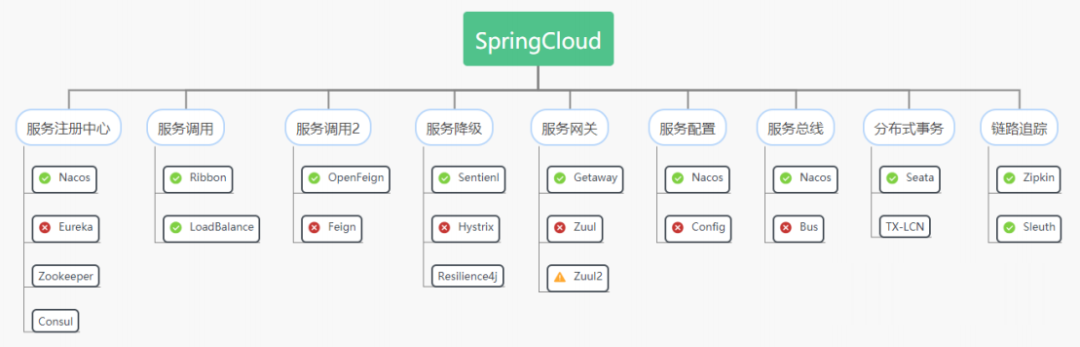 SpringCloud
服务注册中心
服务调用
服务调用2
服务降级
服务网关
服务配置
服务总线
分布式事务
链路追踪
Nacos
Ribbon
OpenFeign
Sentienl
Getaway
Nacos
Nacos
Seata
Zipkin
Eureka
LoadBalance
Feign
Hystrix
Zuul
Config
Bus
TX-LCN
Sleuth
Zookeeper
Resilience4j
Zuul2
Consul